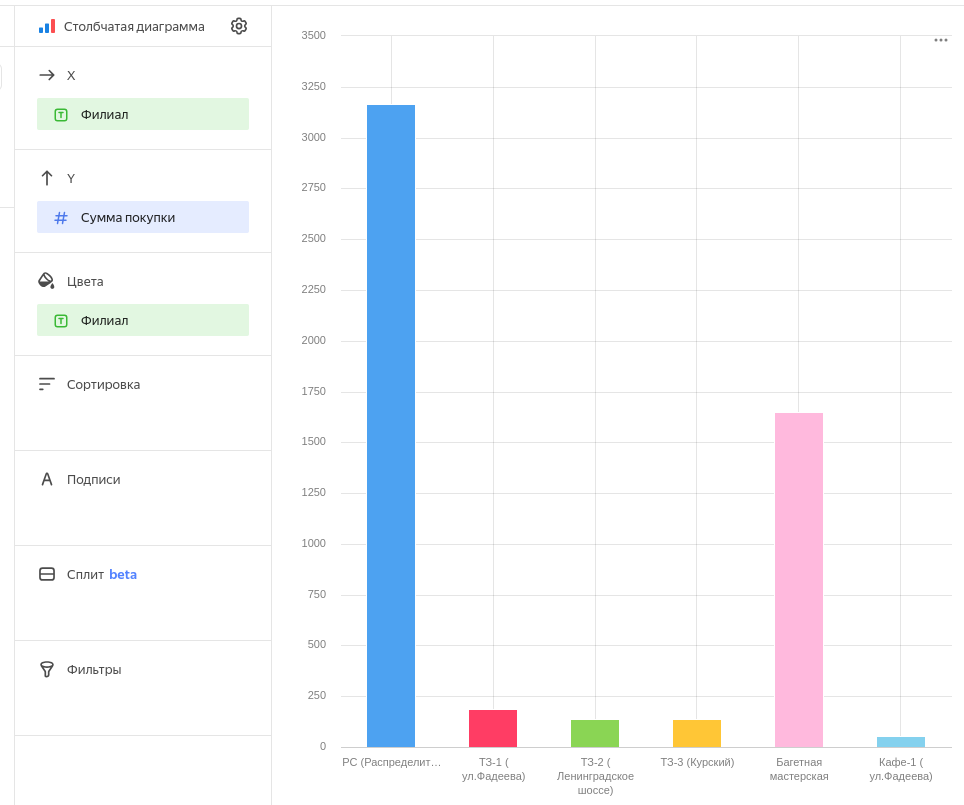 Столбчатая диаграмма
X
Филиал
Y
Сумма покупки
Цвета
Филиал
Сортировка
Подписи
Сплит beta
Фильтры
3500
3250
3000
2750
2500
2250
2000
1750
1500
1250
1000
750
500
250
0
РС (Распределит…
ТЗ-1 (
ул.Фадеева)
ТЗ-2 (
Ленинградское
шоссе)
ТЗ-3 (Курский)
Багетная
мастерская
Кафе-1 (
ул.Фадеева)